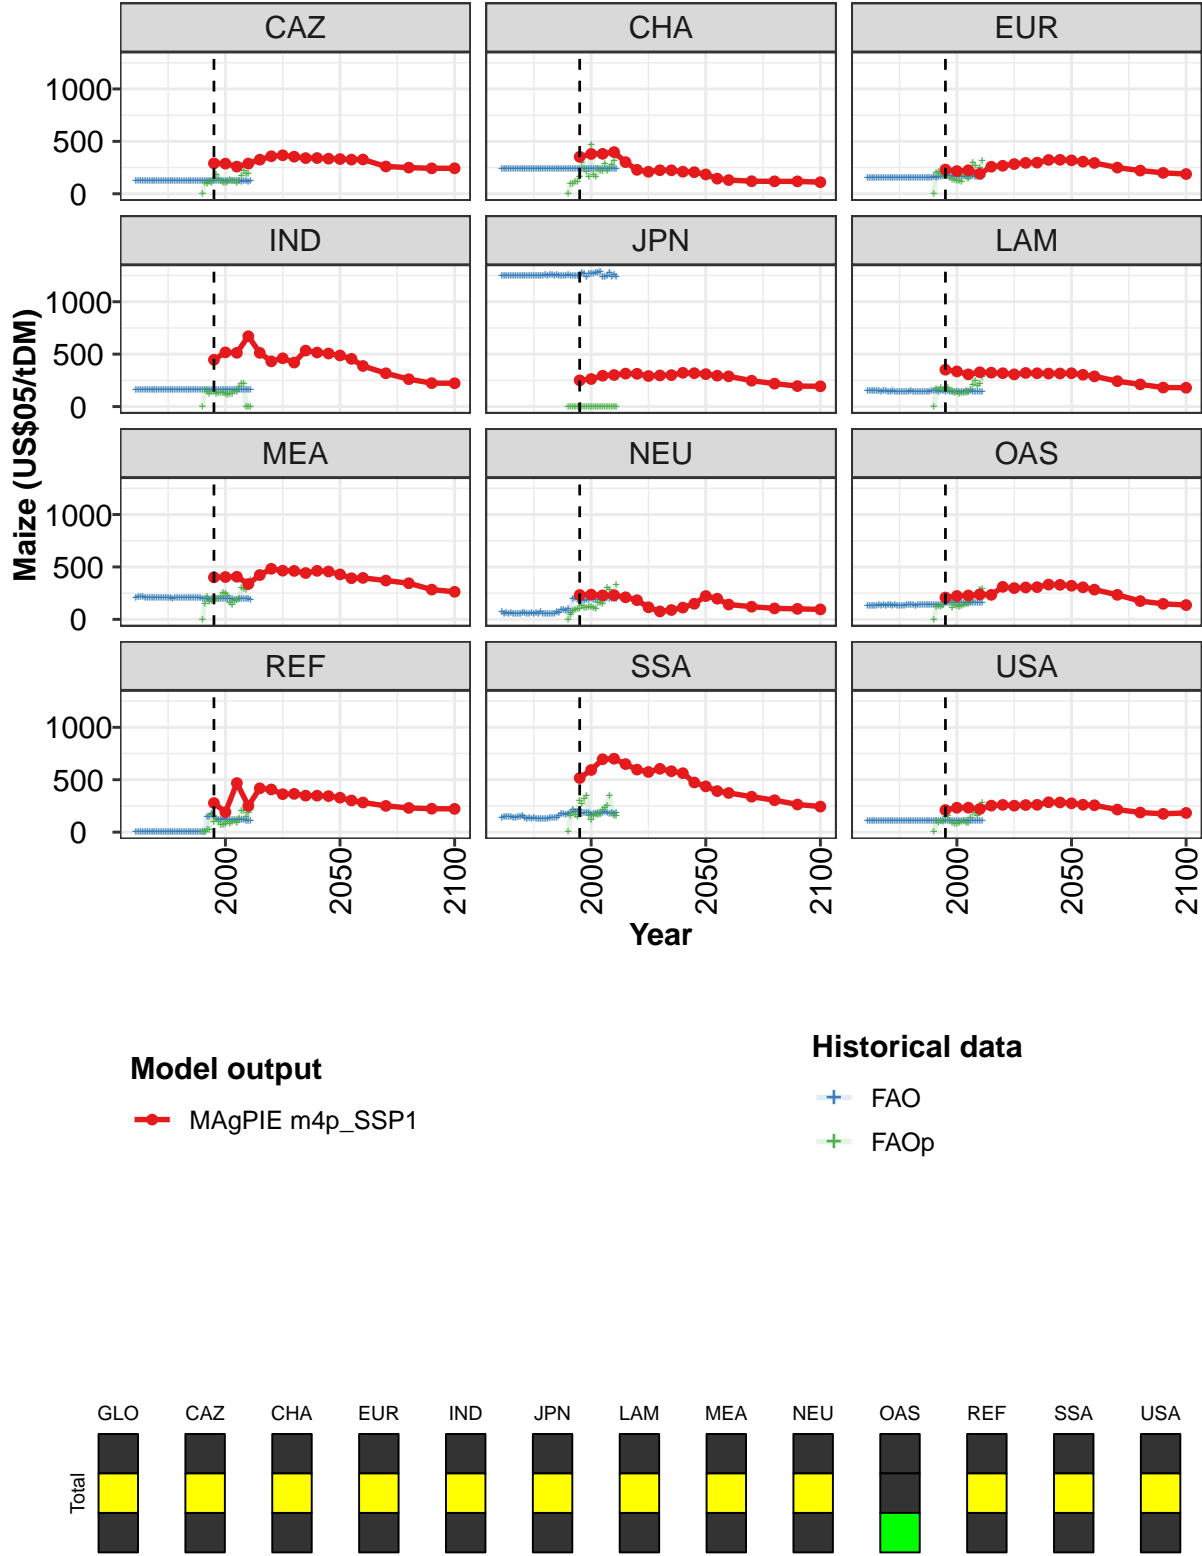 CAZ CHA EUR
1000
500
0
IND JPN LAM
1000
500
0
MEA NEU OAS
1000
500
0
REF SSA USA
1000
500
0
Maize (US$05/tDM)
2000 2050 2100 2000 2050 2100 2000 2050 2100
Year
Model output
MAgPIE m4p_SSP1
Historical data
FAO
FAOp
GLO CAZ CHA EUR IND JPN LAM MEA NEU OAS REF SSA USA
Total